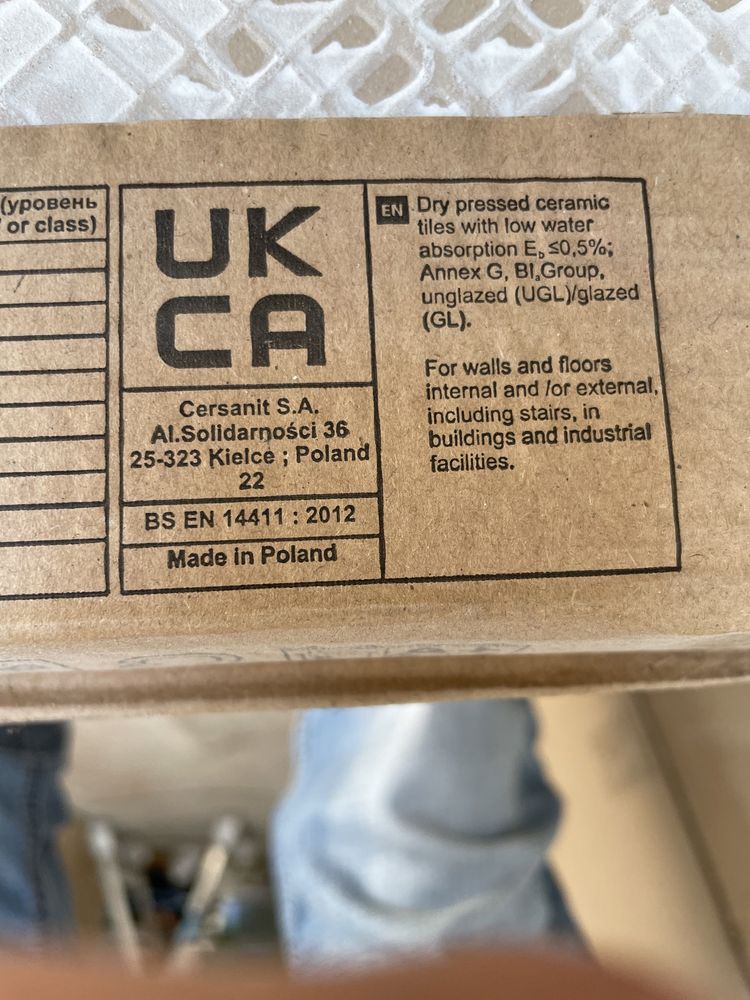 (уровень
or class)
UK
CA
Cersanit S.A.
Al.Solidarności 36
25-323 Kielce ; Poland
22
BS EN 14411 : 2012
Made in Poland
EN Dry pressed ceramic
tiles with low water
absorption Eb ≤0,5%;
Annex G, BIaGroup,
unglazed (UGL)/glazed
(GL).
For walls and floors
internal and /or external,
including stairs, in
buildings and industrial
facilities.